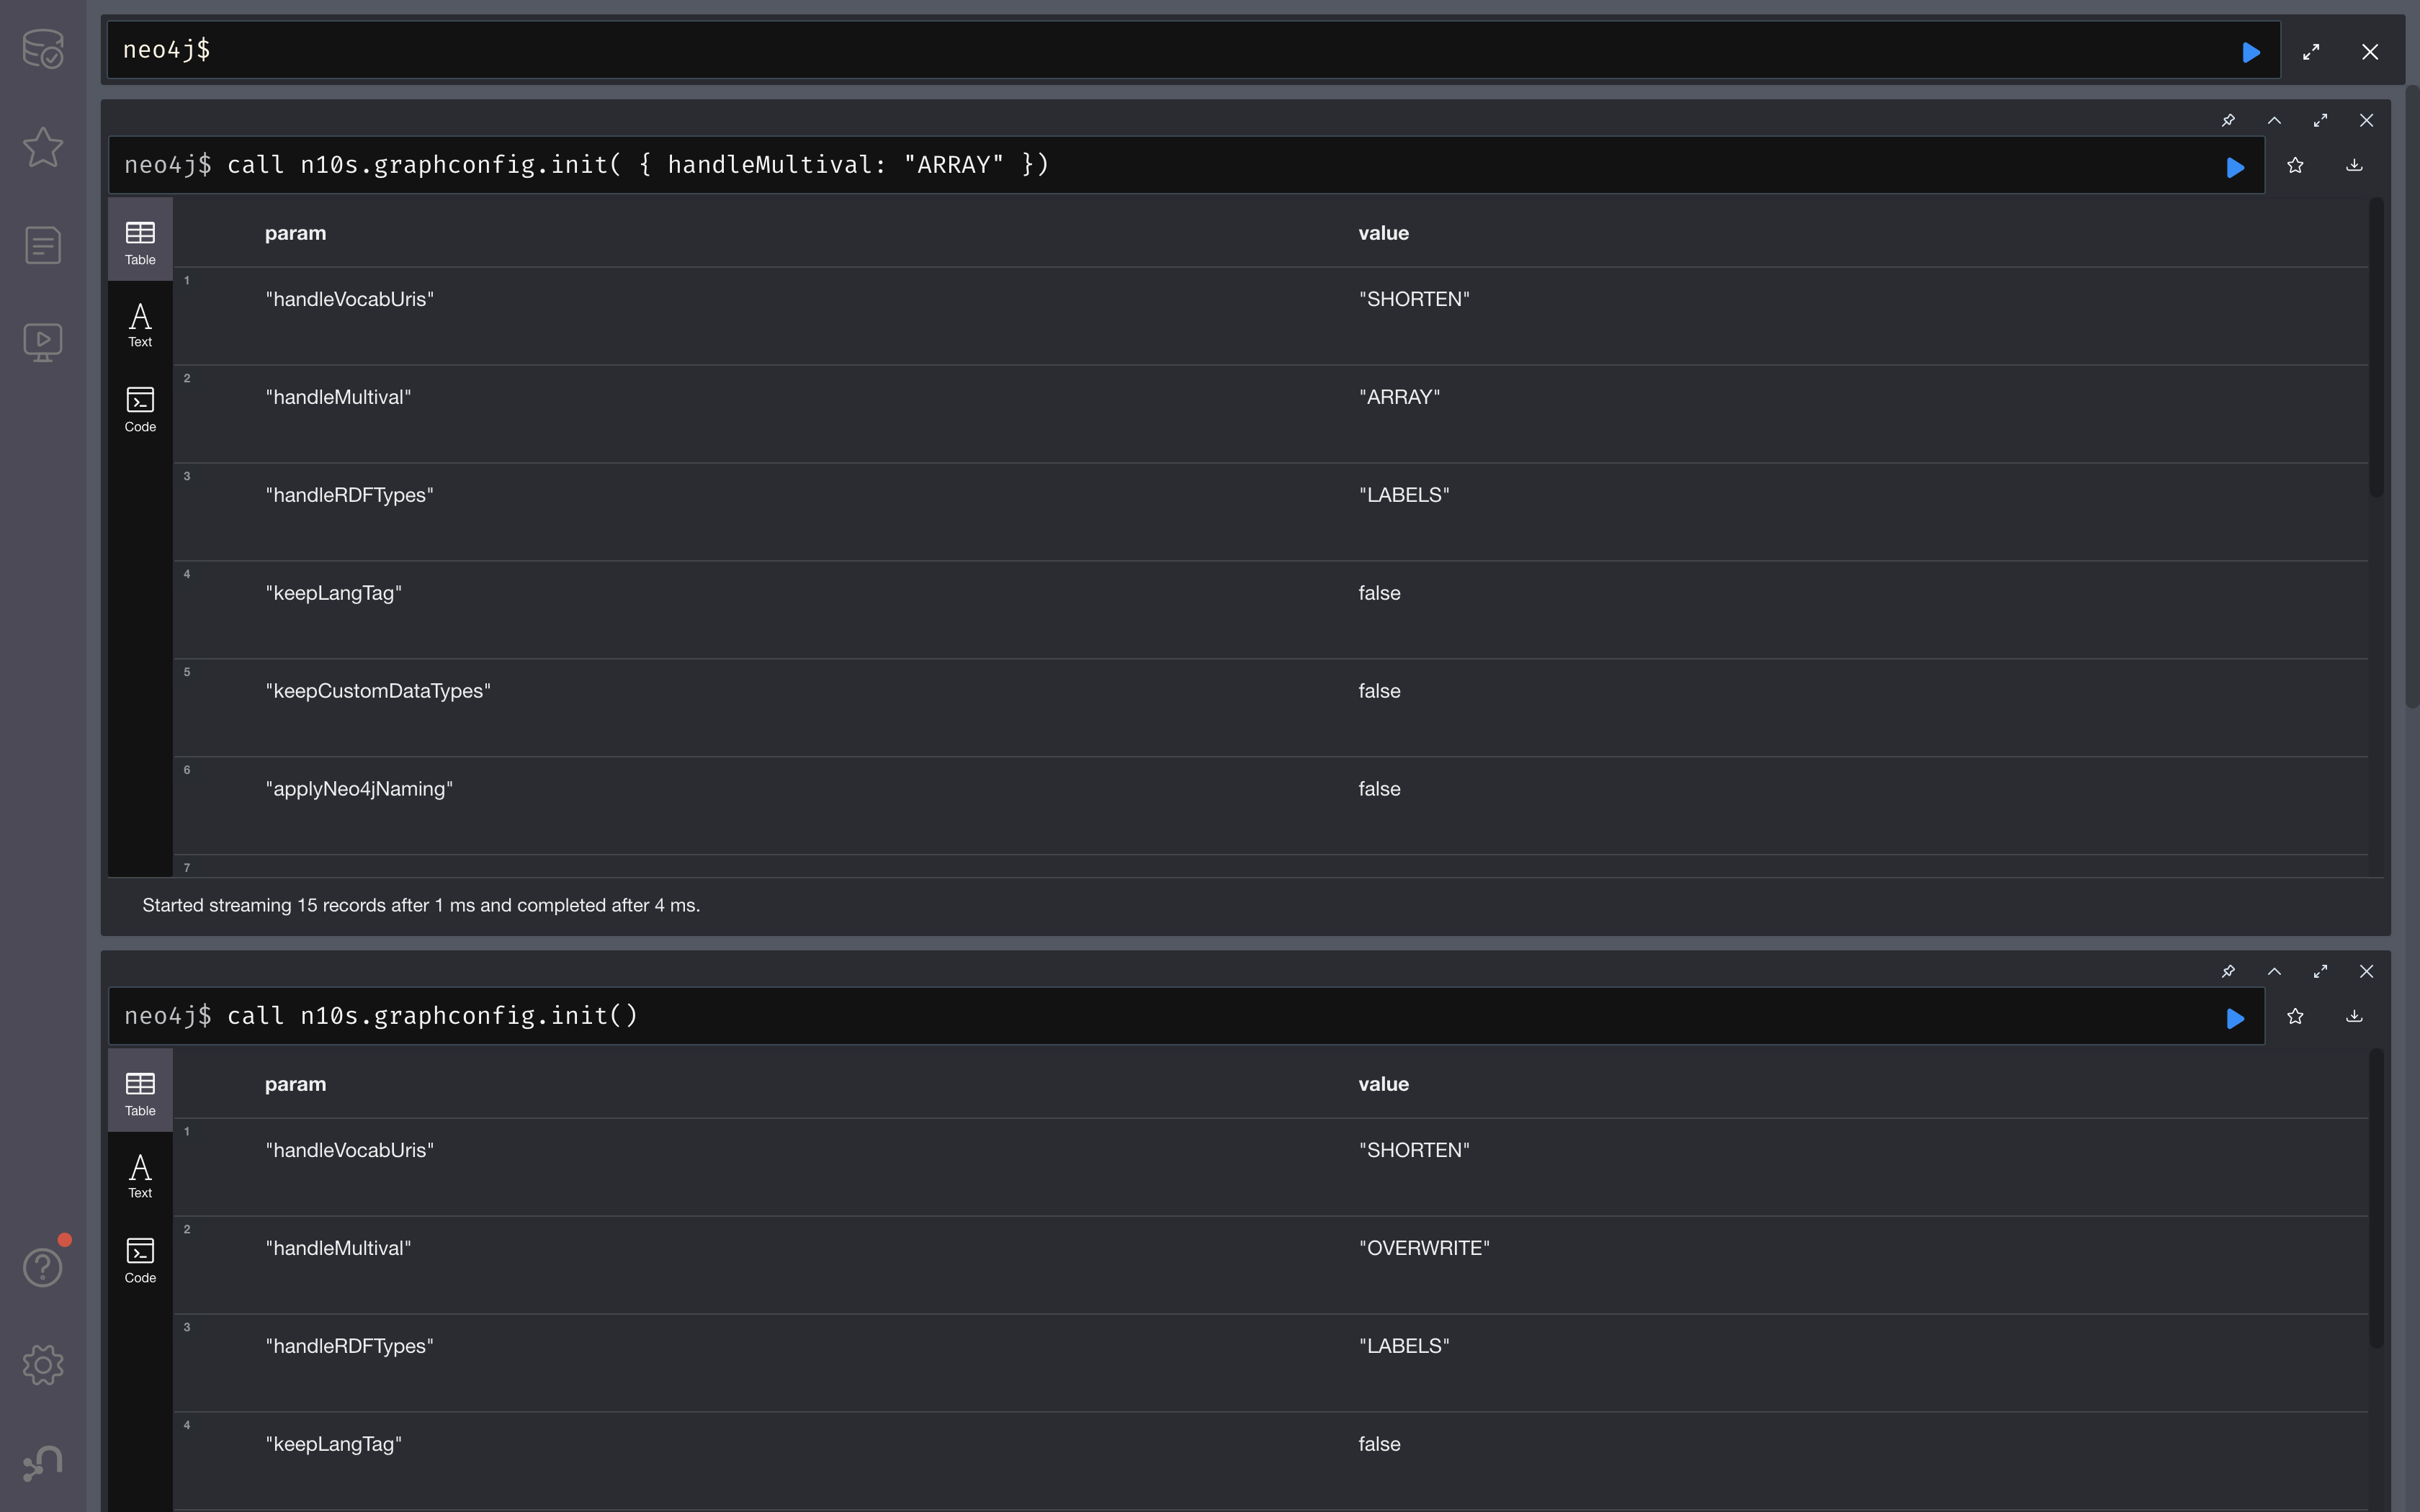 neo4j$
neo4j$ call n10s.graphconfig.init( { handleMultival: "ARRAY" })
Table
Text
Code
param value
1 "handleVocabUris" "SHORTEN"
2 "handleMultival" "ARRAY"
3 "handleRDFTypes" "LABELS"
4 "keepLangTag" false
5 "keepCustomDataTypes" false
6 "applyNeo4jNaming" false
7
Started streaming 15 records after 1 ms and completed after 4 ms.
neo4j$ call n10s.graphconfig.init()
Table
Text
Code
param value
1 "handleVocabUris" "SHORTEN"
2 "handleMultival" "OVERWRITE"
3 "handleRDFTypes" "LABELS"
4 "keepLangTag" false